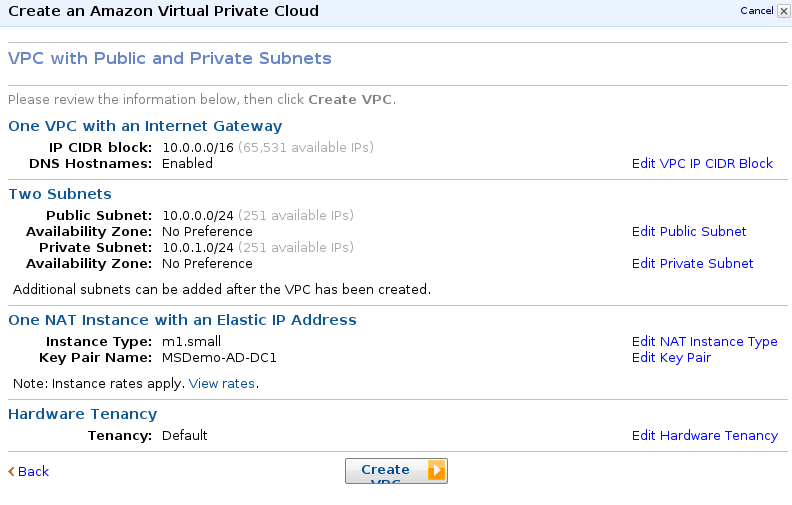 Create an Amazon Virtual Private Cloud
Cancel
VPC with Public and Private Subnets
Please review the information below, then click Create VPC.
One VPC with an Internet Gateway
IP CIDR block: 10.0.0.0/16 (65,531 available IPs)
DNS Hostnames: Enabled Edit VPC IP CIDR Block
Two Subnets
Public Subnet: 10.0.0.0/24 (251 available IPs)
Availability Zone: No Preference Edit Public Subnet
Private Subnet: 10.0.1.0/24 (251 available IPs)
Availability Zone: No Preference Edit Private Subnet
Additional subnets can be added after the VPC has been created.
One NAT Instance with an Elastic IP Address
Instance Type: m1.small Edit NAT Instance Type
Key Pair Name: MSDemo-AD-DC1 Edit Key Pair
Note: Instance rates apply. View rates.
Hardware Tenancy
Tenancy: Default Edit Hardware Tenancy
Back
Create
VPC